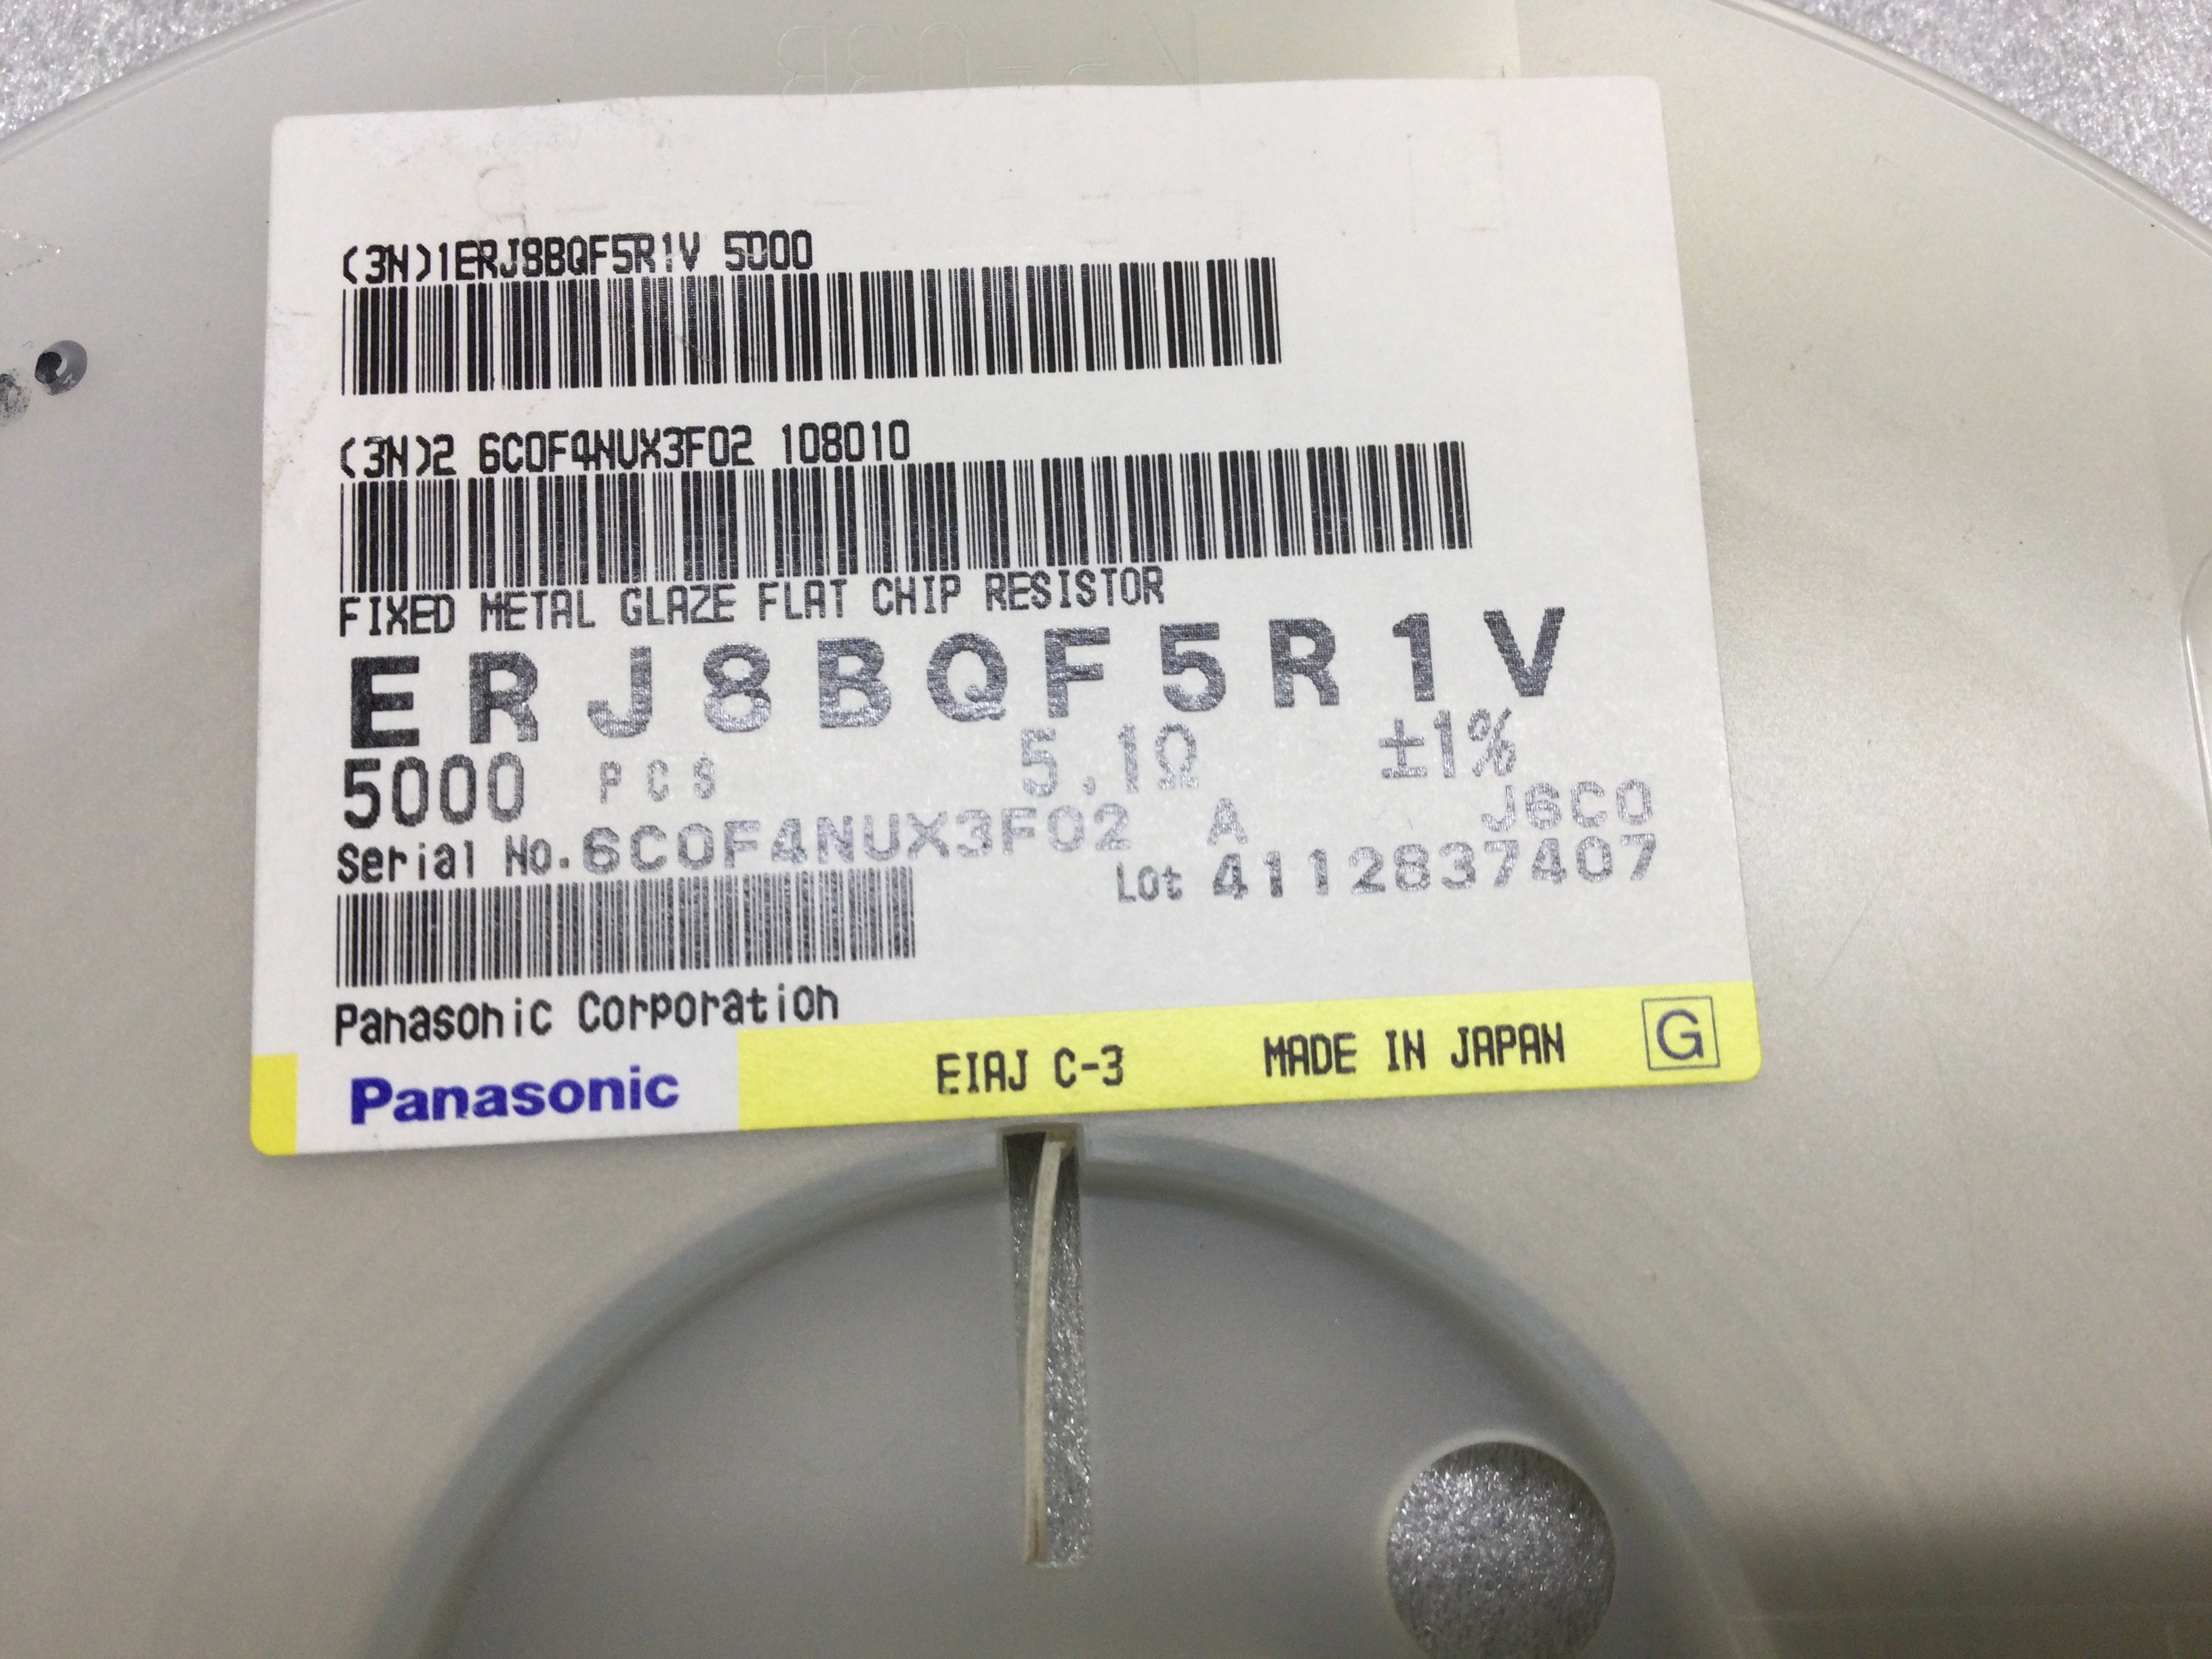 (3N)1ERJ8BQF5R1V 5000
(3N)2 6C0F4NUX3F02 108010
FIXED METAL GLAZE FLAT CHIP RESISTOR
ERJ8BQF5R1V
5000 PCS 5.1Ω ±1%
Serial No.6C0F4NUX3F02 A J6C0
Lot 4112837407
Panasonic Corporation
Panasonic EIAJ C-3 MADE IN JAPAN G